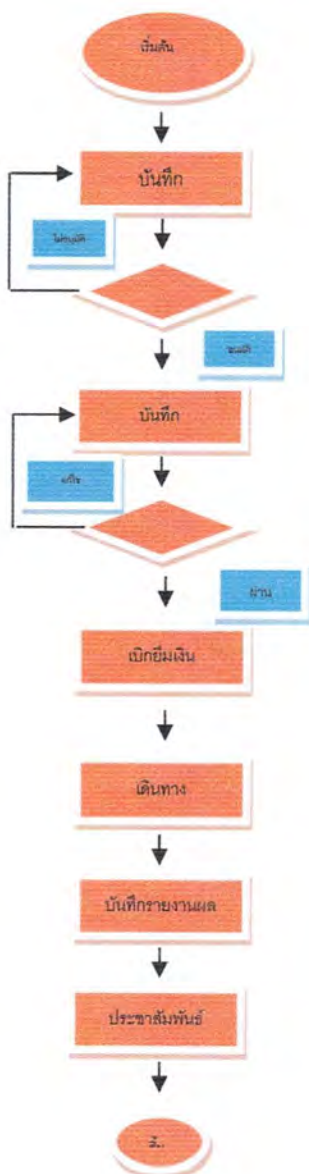 เริ่มต้น
บันทึก
ไม่อนุมัติ
อนุมัติ
บันทึก
แก้ไข
ผ่าน
เบิกยืมเงิน
เดินทาง
บันทึกรายงานผล
ประชาสัมพันธ์